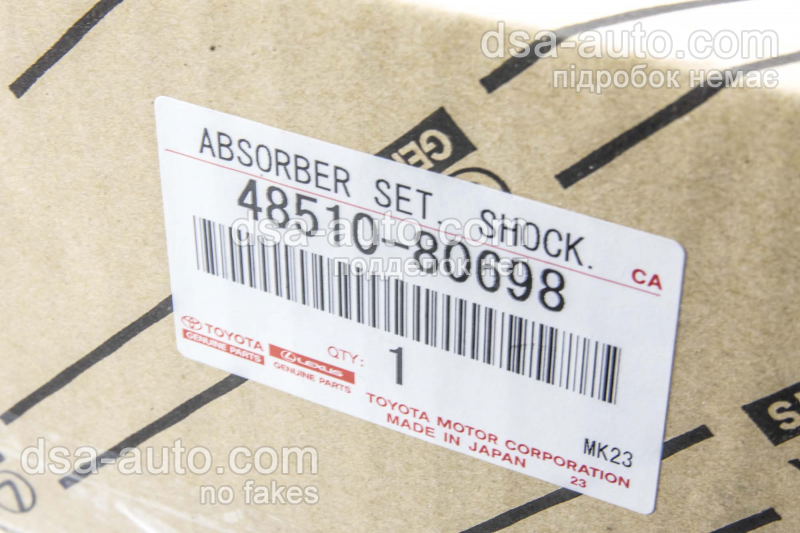 dsa-auto.com
підробок немає
GE
ABSORBER SET. SHOCK.
48510-80698
CA
dsa-auto.com
подделок нет
TOYOTA
GENUINE PARTS
LEXUS
GENUINE PARTS
QTY: 1
TOYOTA MOTOR CORPORATION
MADE IN JAPAN
23
MK23
dsa-auto.com
no fakes